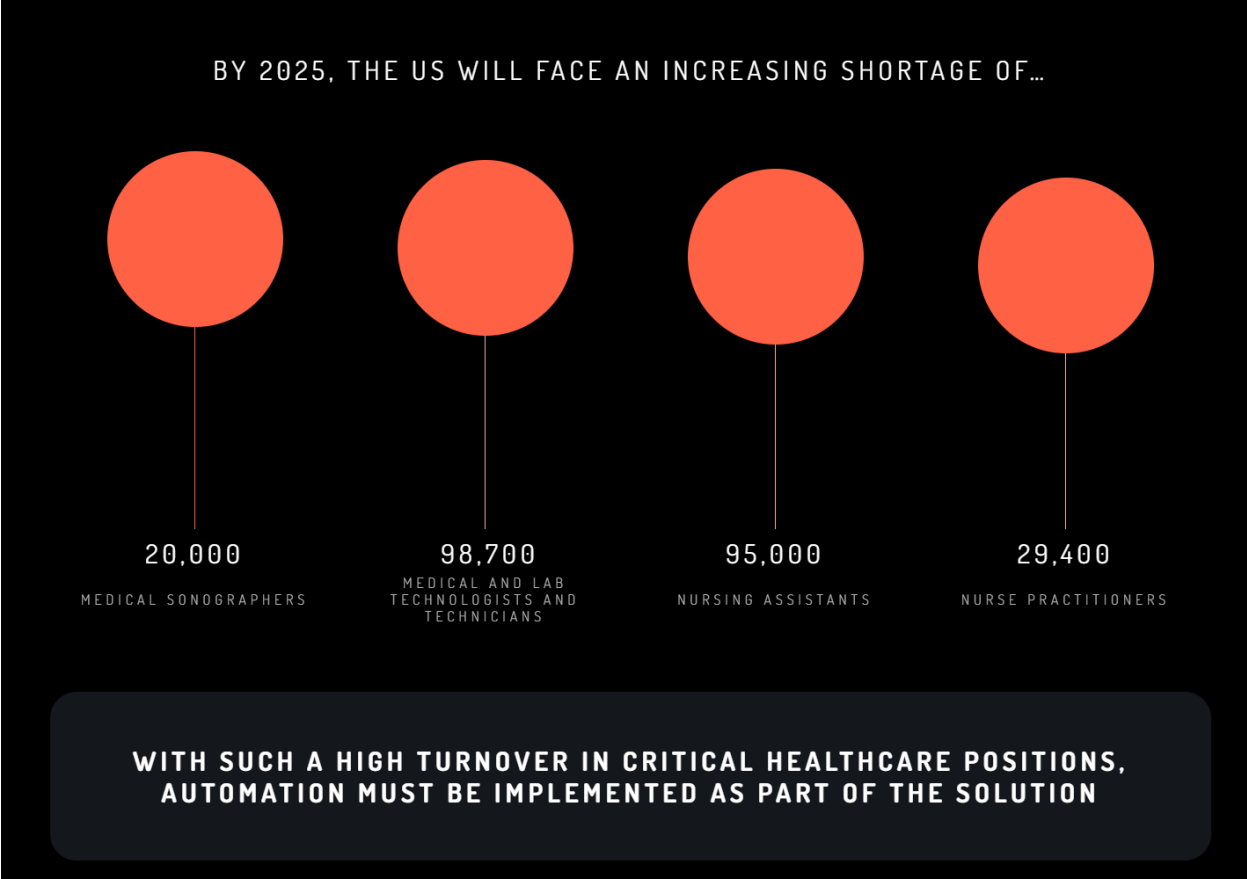 BY 2025, THE US WILL FACE AN INCREASING SHORTAGE OF...
20,000
MEDICAL SONOGRAPHERS
98,700
MEDICAL AND LAB
TECHNOLOGISTS AND
TECHNICIANS
95,000
NURSING ASSISTANTS
29,400
NURSE PRACTITIONERS
WITH SUCH A HIGH TURNOVER IN CRITICAL HEALTHCARE POSITIONS,
AUTOMATION MUST BE IMPLEMENTED AS PART OF THE SOLUTION